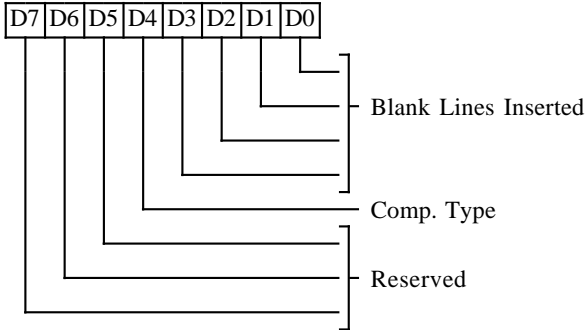 D7 D6 D5 D4 D3 D2 D1 D0
Blank Lines Inserted
Comp. Type
Reserved